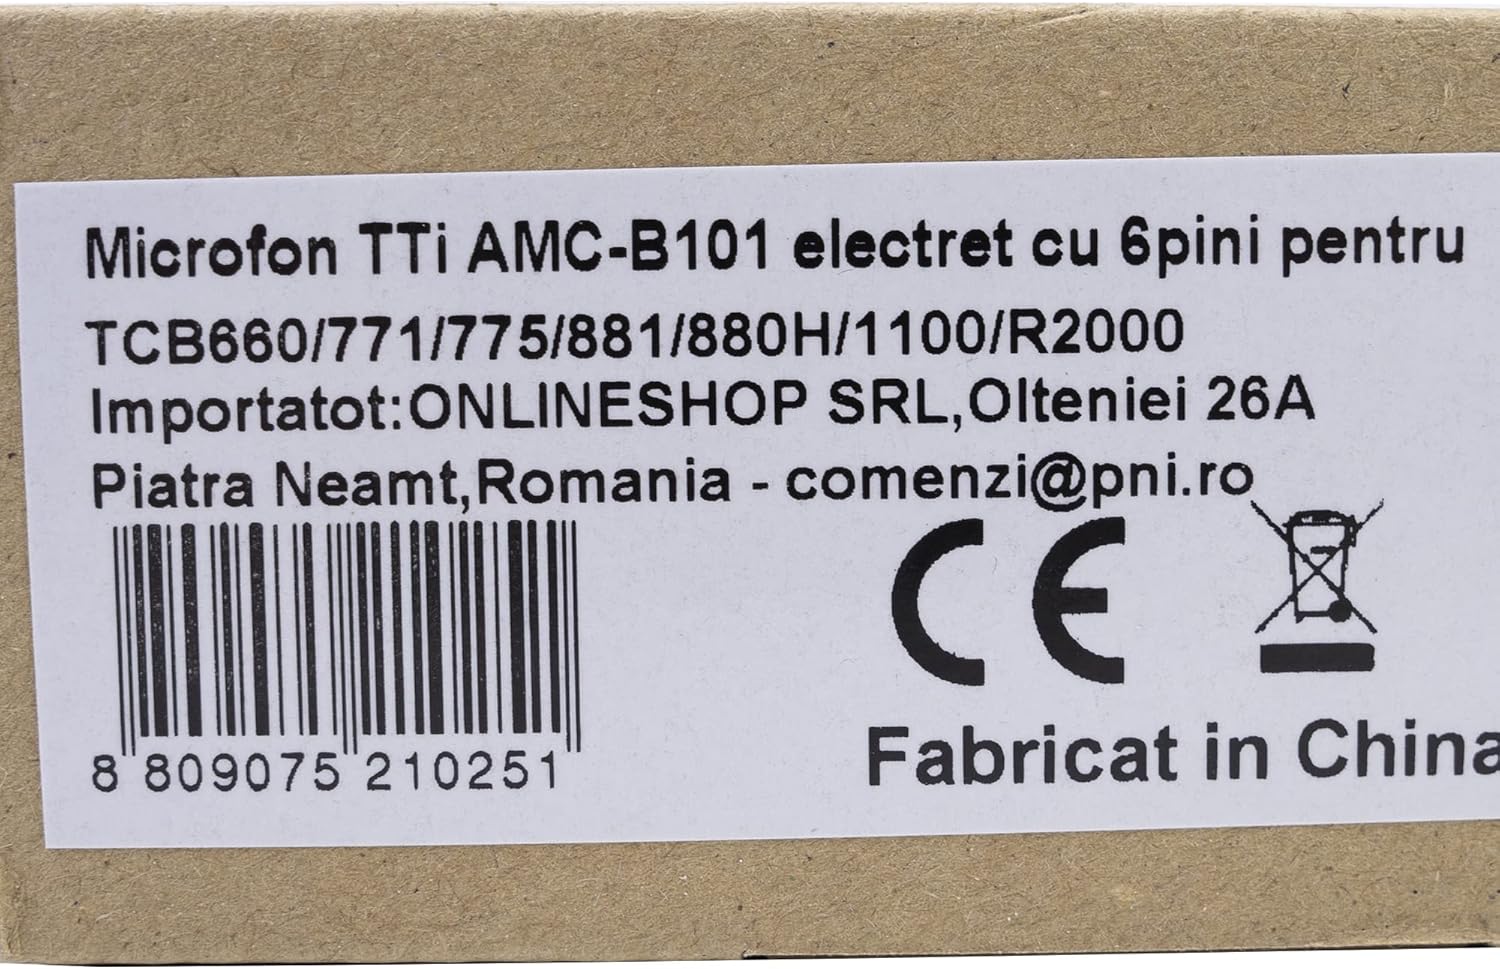 Microfon TTi AMC-B101 electret cu 6pini pentru
TCB660/771/775/881/880H/1100/R2000
Importatot:ONLINESHOP SRL,Olteniei 26A
Piatra Neamt,Romania - comenzi@pni.ro
CE
8 809075 210251
Fabricat in China